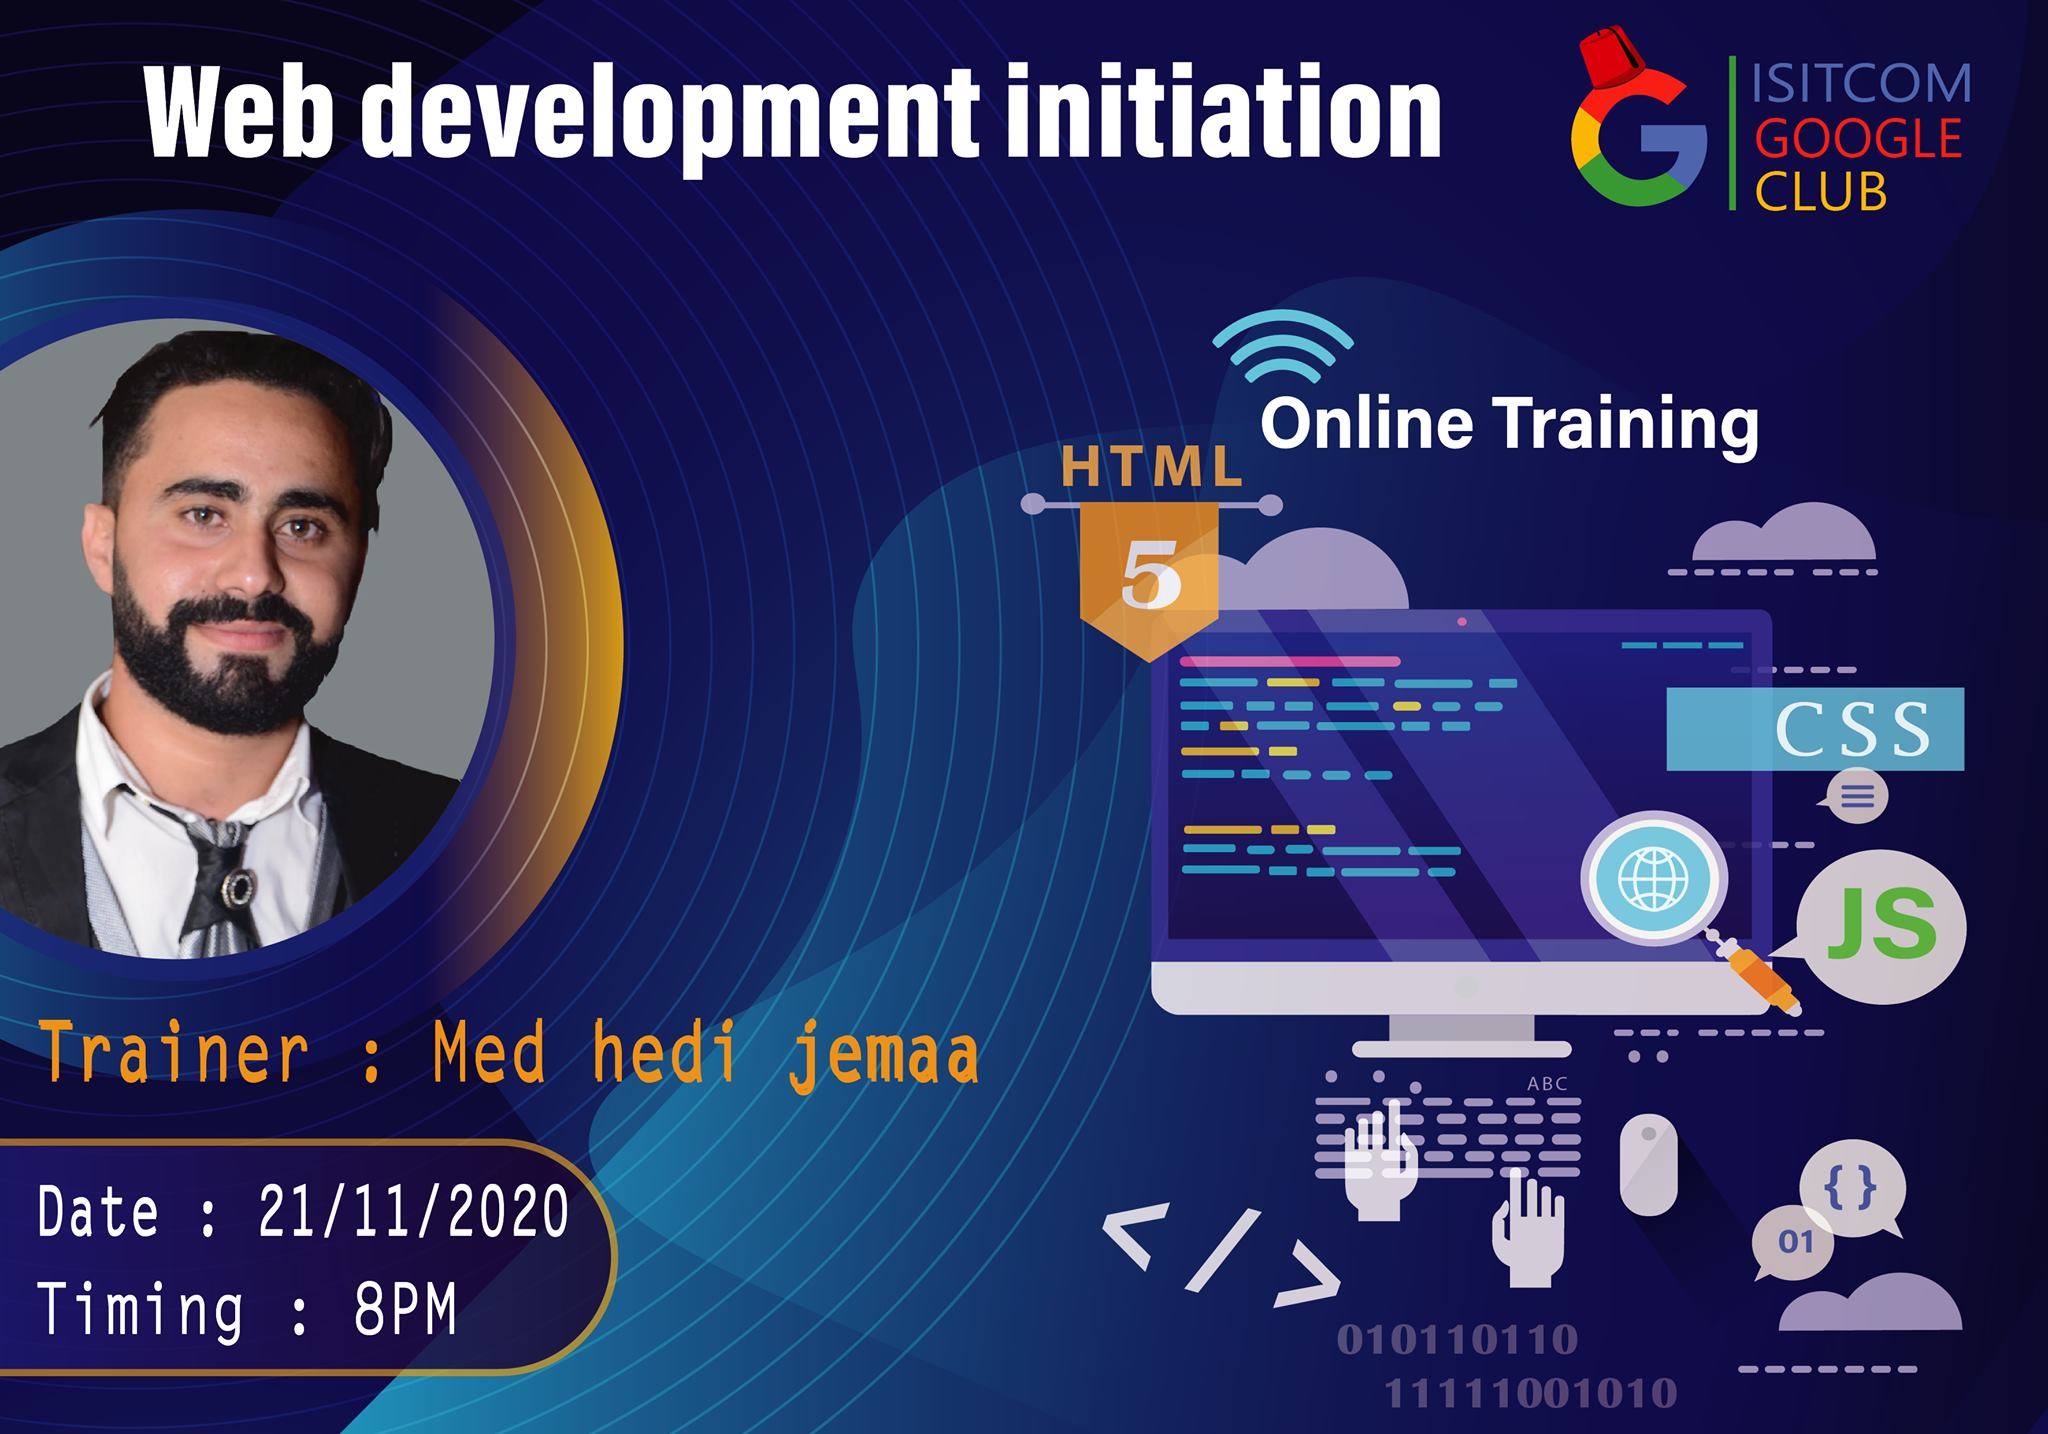 Web development initiation
ISITCOM
GOOGLE
CLUB
Online Training
HTML
5
CSS
JS
Trainer : Med hedi jemaa
ABC
Date : 21/11/2020
Timing : 8PM
{ }
01
< / >
010110110
11111001010